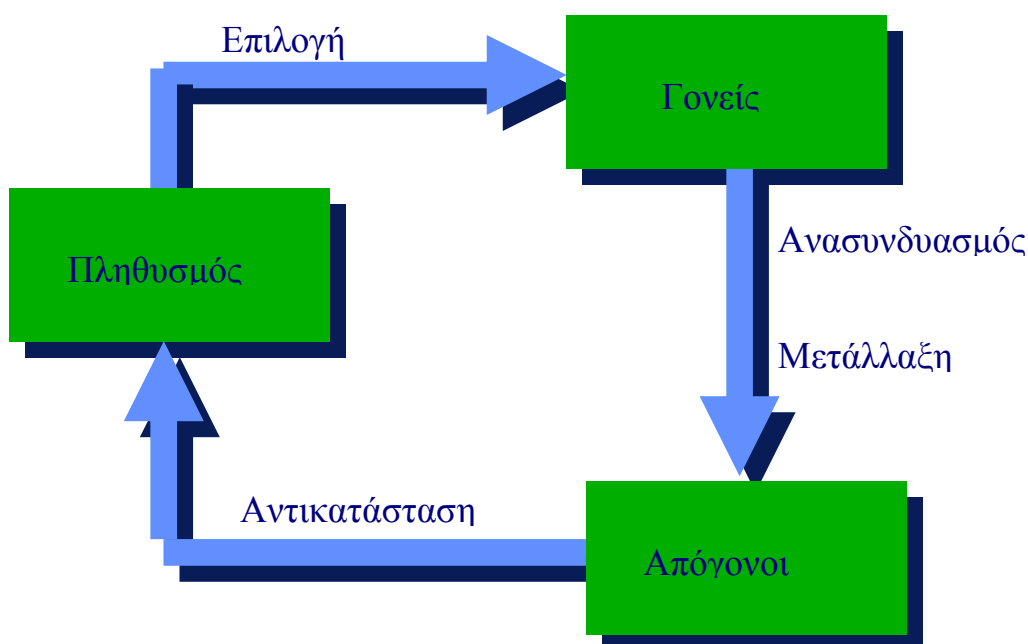 Επιλογή
Γονείς
Ανασυνδυασμός
Πληθυσμός
Μετάλλαξη
Αντικατάσταση
Απόγονοι